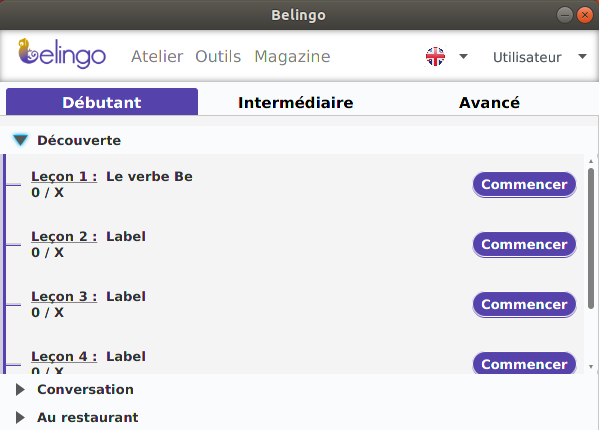 Belingo
belingo Atelier Outils Magazine Utilisateur
Débutant Intermédiaire Avancé
Découverte
Leçon 1 : Le verbe Be Commencer
0 / X
Leçon 2 : Label Commencer
0 / X
Leçon 3 : Label Commencer
0 / X
Leçon 4 : Label Commencer
0 / X
Conversation
Au restaurant